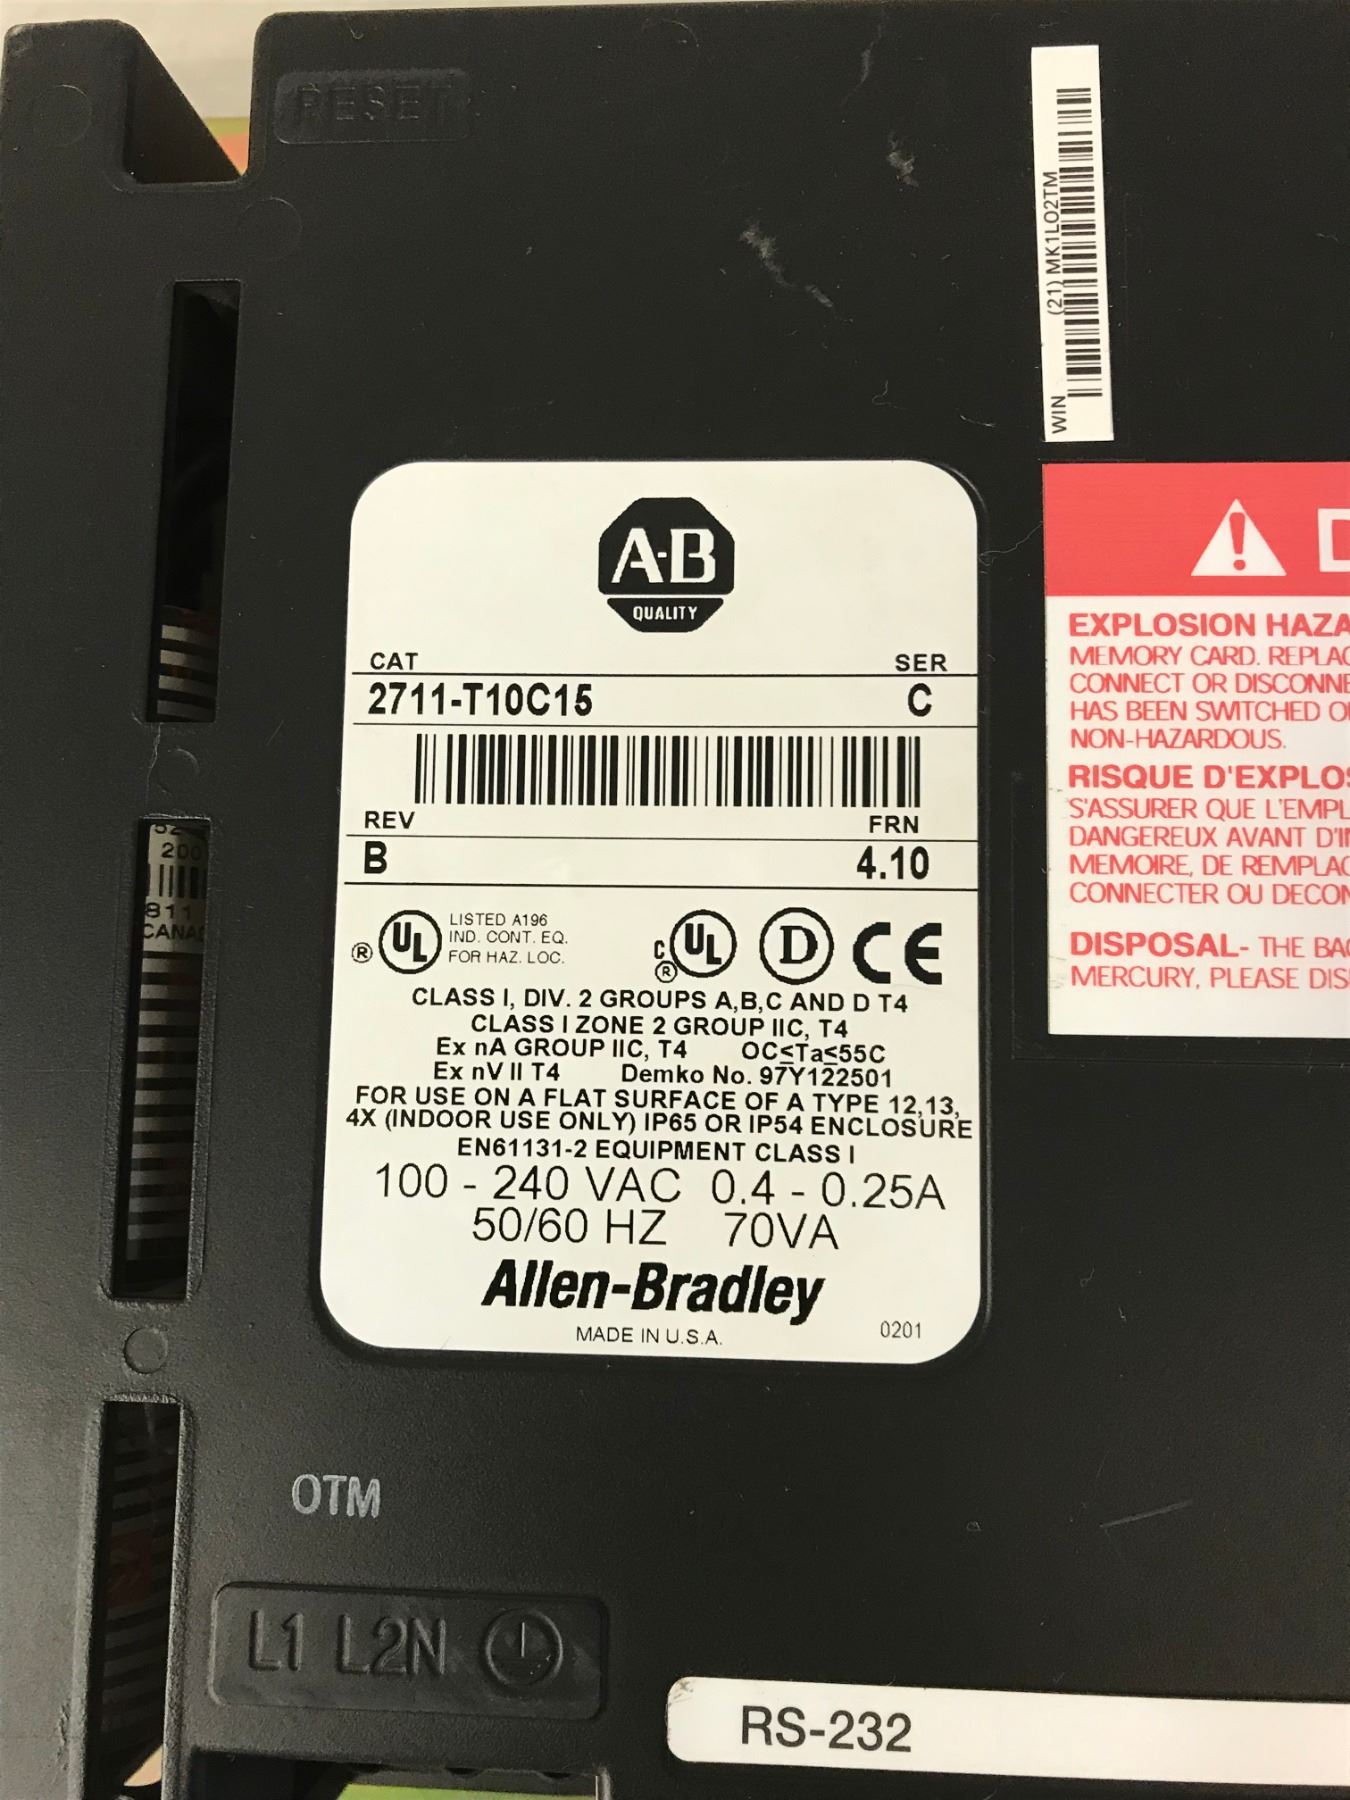 RESET
WIN (21) MK1LO2TM
A-B
QUALITY
CAT SER
2711-T10C15 C
REV FRN
B 4.10
® UL LISTED A196
IND. CONT. EQ.
FOR HAZ. LOC.
C UL ® D CE
CLASS I, DIV. 2 GROUPS A,B,C AND D T4
CLASS I ZONE 2 GROUP IIC, T4
Ex nA GROUP IIC, T4 OC≤Ta≤55C
Ex nV II T4 Demko No. 97Y122501
FOR USE ON A FLAT SURFACE OF A TYPE 12,13,
4X (INDOOR USE ONLY) IP65 OR IP54 ENCLOSURE
EN61131-2 EQUIPMENT CLASS I
100 - 240 VAC 0.4 - 0.25A
50/60 HZ 70VA
Allen-Bradley
MADE IN U.S.A. 0201
EXPLOSION HAZA
MEMORY CARD. REPLAC
CONNECT OR DISCONNE
HAS BEEN SWITCHED O
NON-HAZARDOUS.
RISQUE D'EXPLOS
S'ASSURER QUE L'EMPL
DANGEREUX AVANT D'I
MEMOIRE, DE REMPLAC
CONNECTER OU DECON
DISPOSAL- THE BA
MERCURY, PLEASE DIS
200
811
CANA
OTM
L1 L2N
RS-232